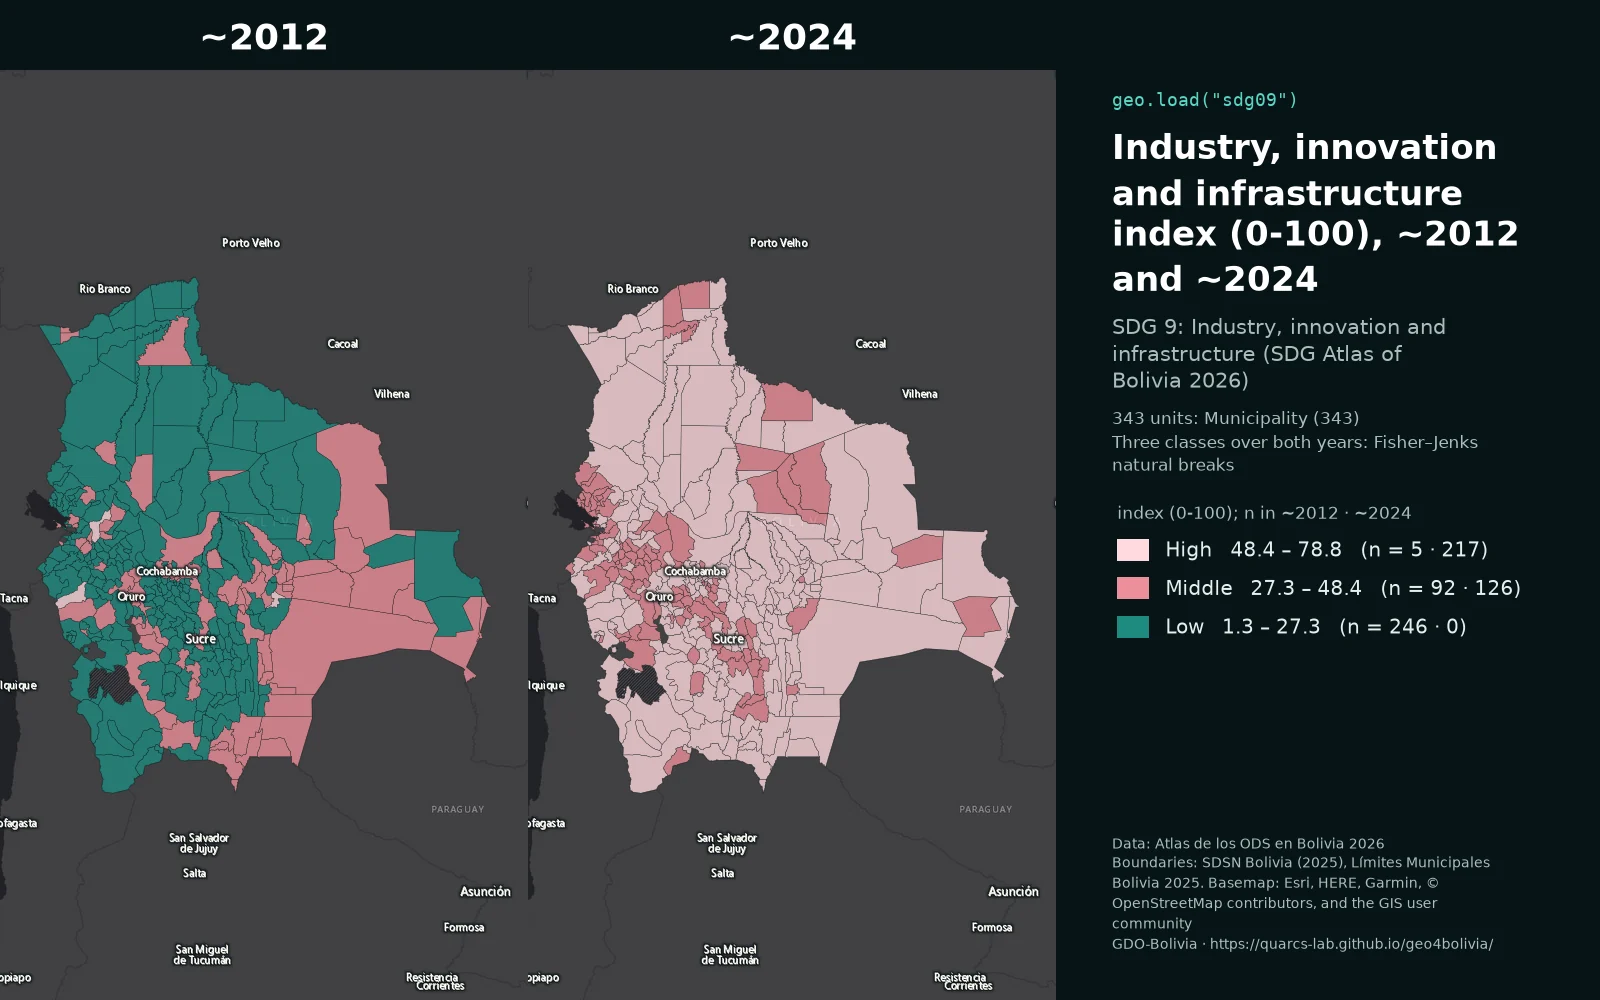 ~2012
~2024
Porto Velho
Rio Branco
Cacoal
Vilhena
Cochabamba
Tacna
Oruro
Sucre
Iquique
PARAGUAY
ofagasta
San Salvador
de Jujuy
Salta
Asunción
Formosa
San Miguel
de Tucumán
opiapo
Resistencia
Corrientes
Porto Velho
Rio Branco
Cacoal
Vilhena
Cochabamba
Tacna
Oruro
Sucre
Iquique
PARAGUAY
ofagasta
San Salvador
de Jujuy
Salta
Asunción
Formosa
San Miguel
de Tucumán
opiapo
Resistencia
Corrientes
geo.load("sdg09")
Industry, innovation
and infrastructure
index (0-100), ~2012
and ~2024
SDG 9: Industry, innovation and
infrastructure (SDG Atlas of
Bolivia 2026)
343 units: Municipality (343)
Three classes over both years: Fisher–Jenks
natural breaks
index (0-100); n in ~2012 · ~2024
High 48.4 – 78.8 (n = 5 · 217)
Middle 27.3 – 48.4 (n = 92 · 126)
Low 1.3 – 27.3 (n = 246 · 0)
Data: Atlas de los ODS en Bolivia 2026
Boundaries: SDSN Bolivia (2025), Límites Municipales
Bolivia 2025. Basemap: Esri, HERE, Garmin, ©
OpenStreetMap contributors, and the GIS user
community
GDO-Bolivia · https://quarcs-lab.github.io/geo4bolivia/